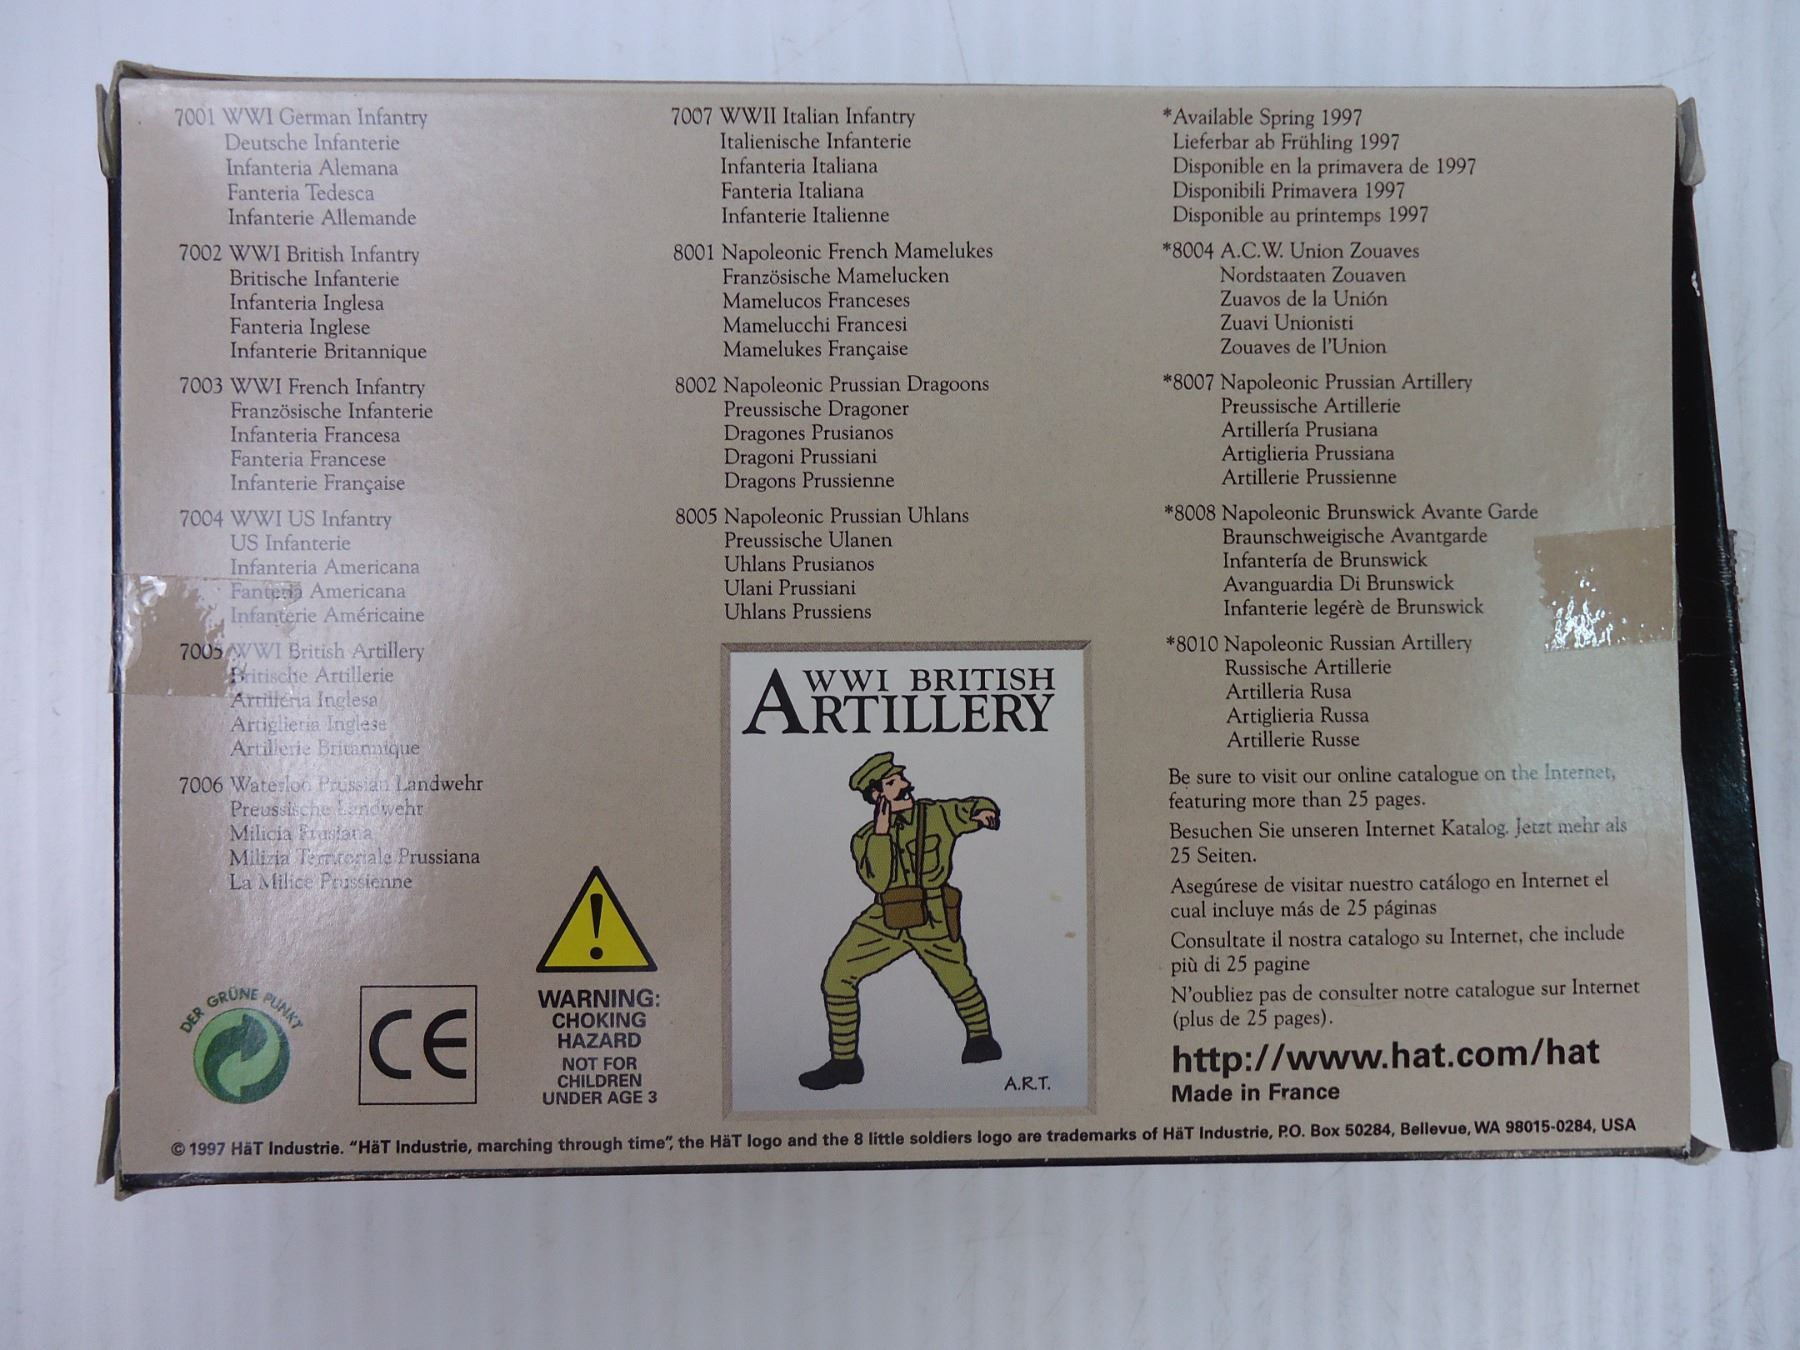 7001 WWI German Infantry
Deutsche Infanterie
Infanteria Alemana
Fanteria Tedesca
Infanterie Allemande
7002 WWI British Infantry
Britische Infanterie
Infanteria Inglesa
Fanteria Inglese
Infanterie Britannique
7003 WWI French Infantry
Französische Infanterie
Infanteria Francesa
Fanteria Francese
Infanterie Française
7004 WWI US Infantry
US Infanterie
Infanteria Americana
Fanteria Americana
Infanterie Américaine
7005 WWI British Artillery
Britische Artillerie
Artilleria Inglesa
Artiglieria Inglese
Artillerie Britannique
7006 Waterloo Prussian Landwehr
Preussische Landwehr
Milicia Prusiana
Milizia Territoriale Prussiana
La Milice Prussienne
DER GRÜNE PUNKT
CE
WARNING:
CHOKING
HAZARD
NOT FOR
CHILDREN
UNDER AGE 3
7007 WWII Italian Infantry
Italienische Infanterie
Infanteria Italiana
Fanteria Italiana
Infanterie Italienne
8001 Napoleonic French Mamelukes
Französische Mamelucken
Mamelucos Franceses
Mamelucchi Francesi
Mamelukes Française
8002 Napoleonic Prussian Dragoons
Preussische Dragoner
Dragones Prusianos
Dragoni Prussiani
Dragons Prussienne
8005 Napoleonic Prussian Uhlans
Preussische Ulanen
Uhlans Prusianos
Ulani Prussiani
Uhlans Prussiens
WWI BRITISH
ARTILLERY
A.R.T.
*Available Spring 1997
Lieferbar ab Frühling 1997
Disponible en la primavera de 1997
Disponibili Primavera 1997
Disponible au printemps 1997
*8004 A.C.W. Union Zouaves
Nordstaaten Zouaven
Zuavos de la Unión
Zuavi Unionisti
Zouaves de l'Union
*8007 Napoleonic Prussian Artillery
Preussische Artillerie
Artillería Prusiana
Artiglieria Prussiana
Artillerie Prussienne
*8008 Napoleonic Brunswick Avante Garde
Braunschweigische Avantgarde
Infantería de Brunswick
Avanguardia Di Brunswick
Infanterie legérè de Brunswick
*8010 Napoleonic Russian Artillery
Russische Artillerie
Artilleria Rusa
Artiglieria Russa
Artillerie Russe
Be sure to visit our online catalogue on the Internet,
featuring more than 25 pages.
Besuchen Sie unseren Internet Katalog. Jetzt mehr als
25 Seiten.
Asegúrese de visitar nuestro catálogo en Internet el
cual incluye más de 25 páginas
Consultate il nostra catalogo su Internet, che include
più di 25 pagine
N'oubliez pas de consulter notre catalogue sur Internet
(plus de 25 pages).
http://www.hat.com/hat
Made in France
© 1997 HäT Industrie. "HäT Industrie, marching through time", the HäT logo and the 8 little soldiers logo are trademarks of HäT Industrie, P.O. Box 50284, Bellevue, WA 98015-0284, USA